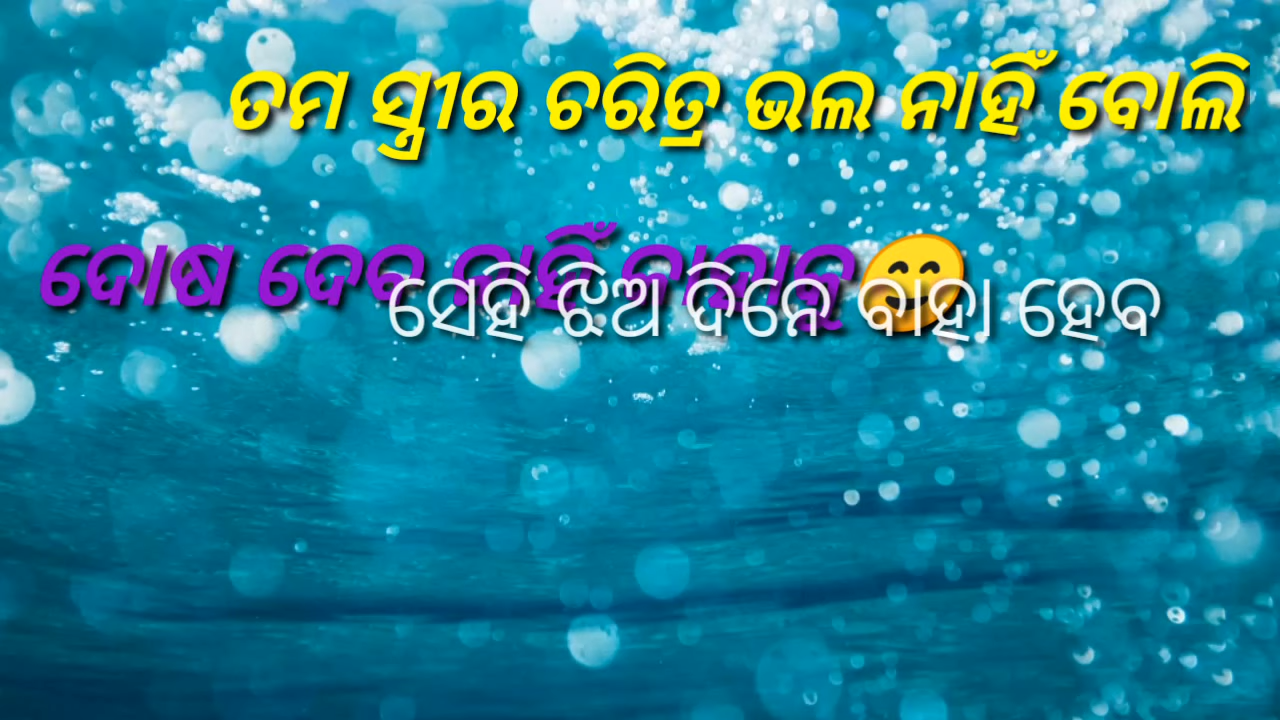 ତମ ସ୍ତ୍ରୀର ଚରିତ୍ର ଭଲ ନାହିଁ ବୋଲି
ଦୋଷ ଦେବ ନାହିଁ 😊
ସେହି ଝିଅ ଦିନେ ବାହା ହେବ